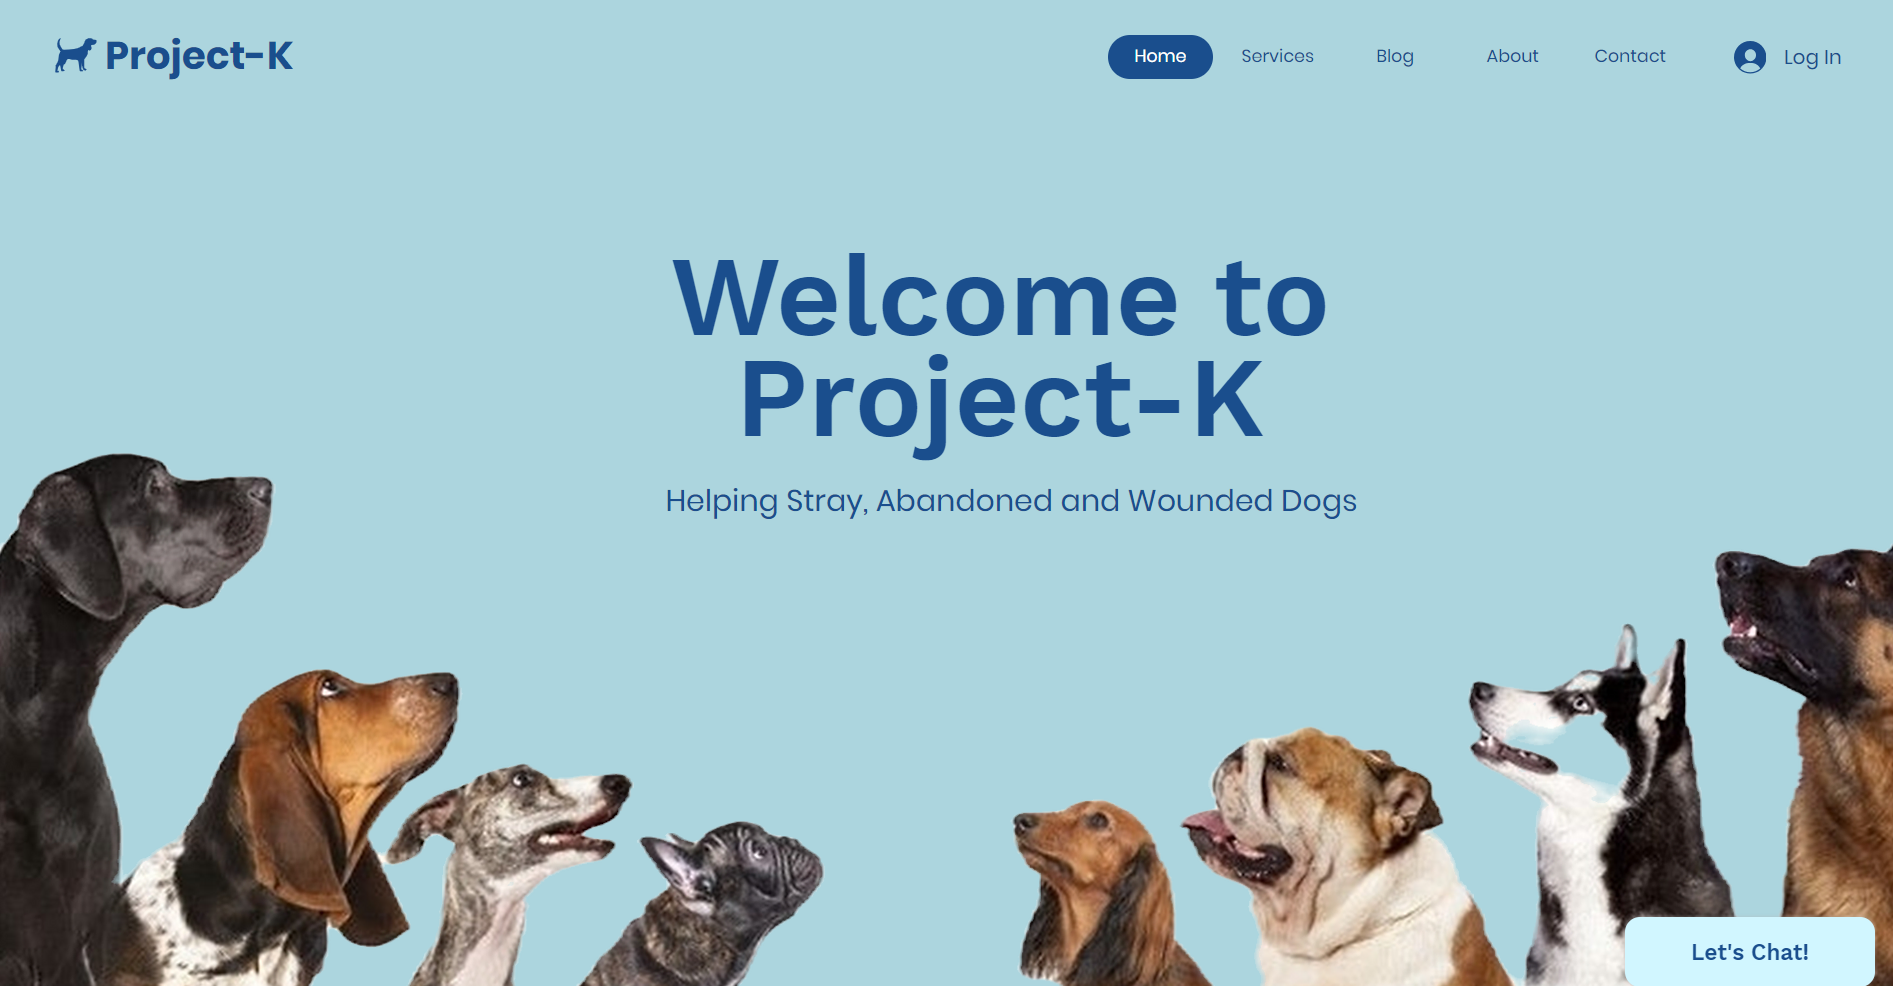 Project-K
Home Services Blog About Contact Log In
Welcome to
Project-K
Helping Stray, Abandoned and Wounded Dogs
Let's Chat!